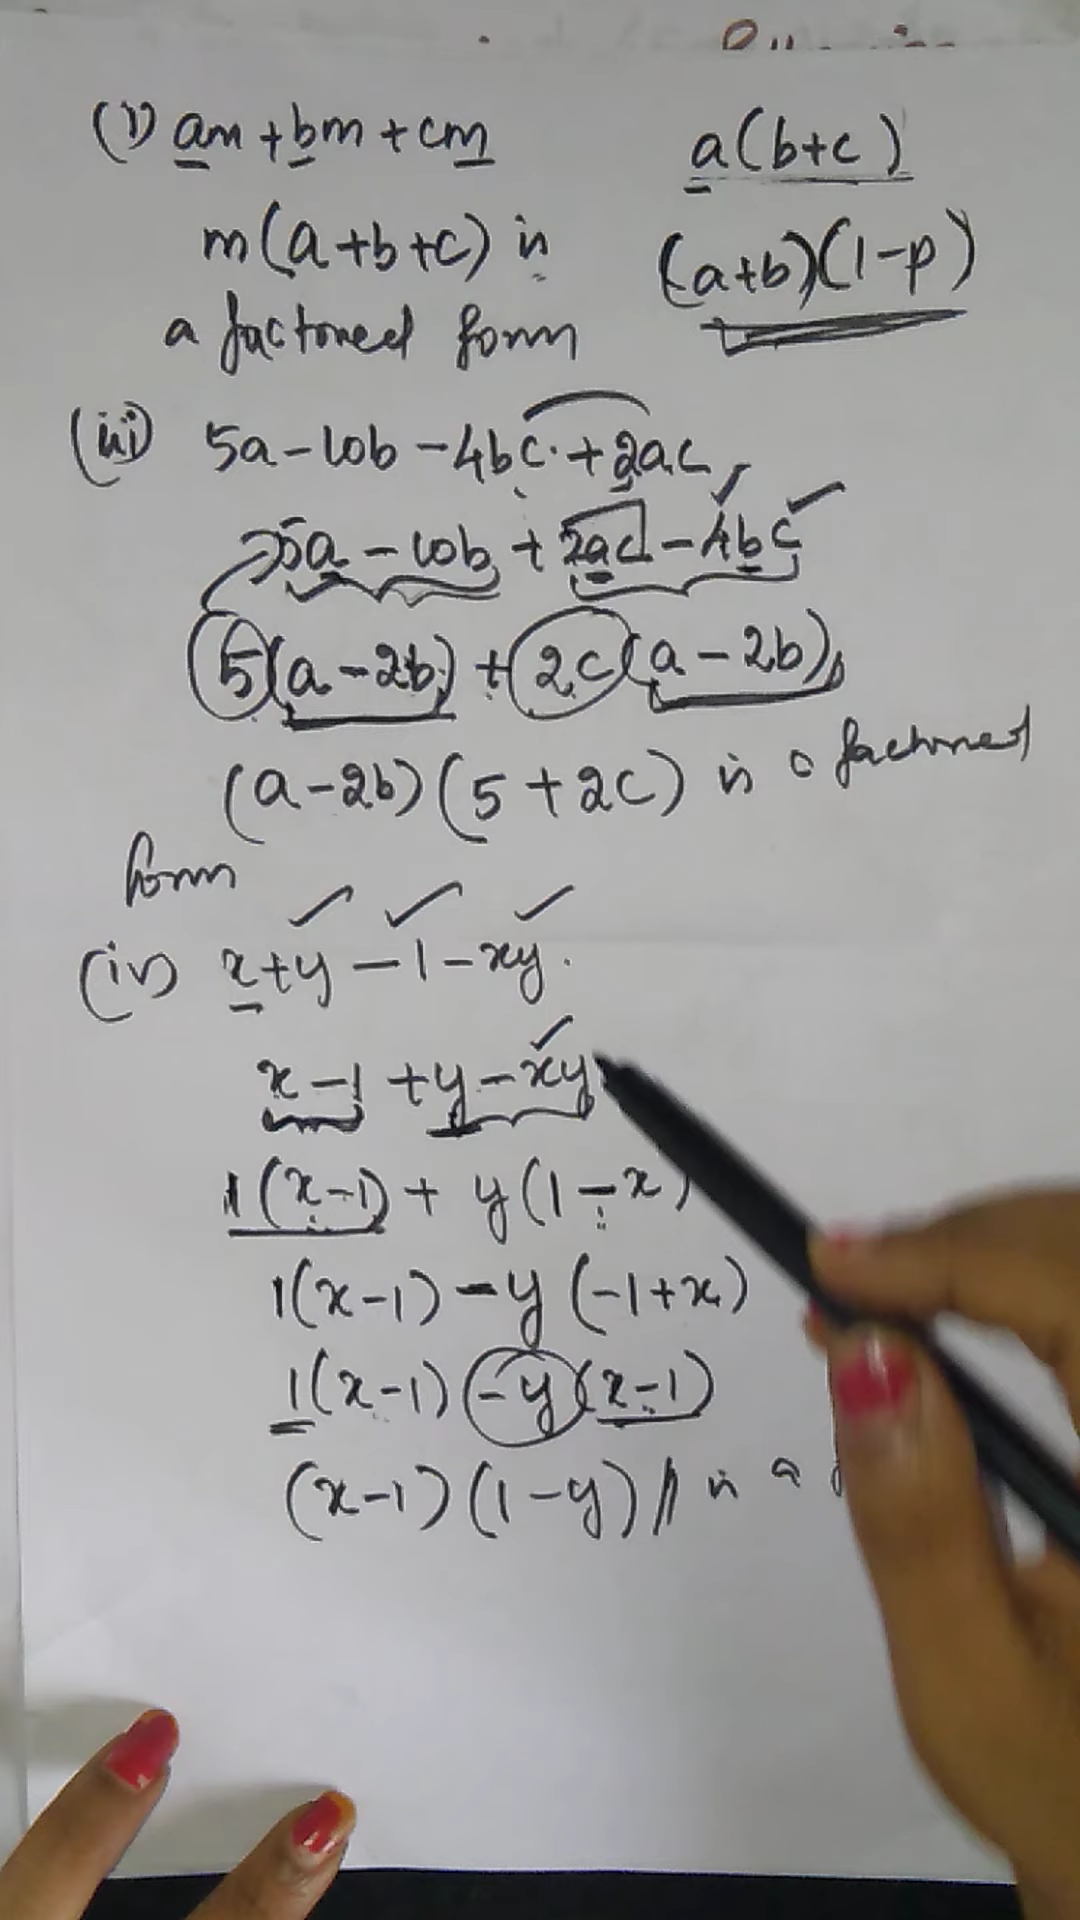 (i) am + bm + cm
a(b+c)
m(a+b+c) is
(a+b)(1-p)
a factored form
(iii) 5a - 10b - 4bc + 2ac
5a - 10b + 2ac - 4bc
5(a-2b) + 2c(a-2b)
(a-2b)(5+2c) is a factored
form
(iv) x+y-1-xy.
x-1 +y-xy
1(x-1) + y(1-x)
1(x-1) -y(-1+x)
1(x-1) -y(x-1)
(x-1)(1-y)// is a